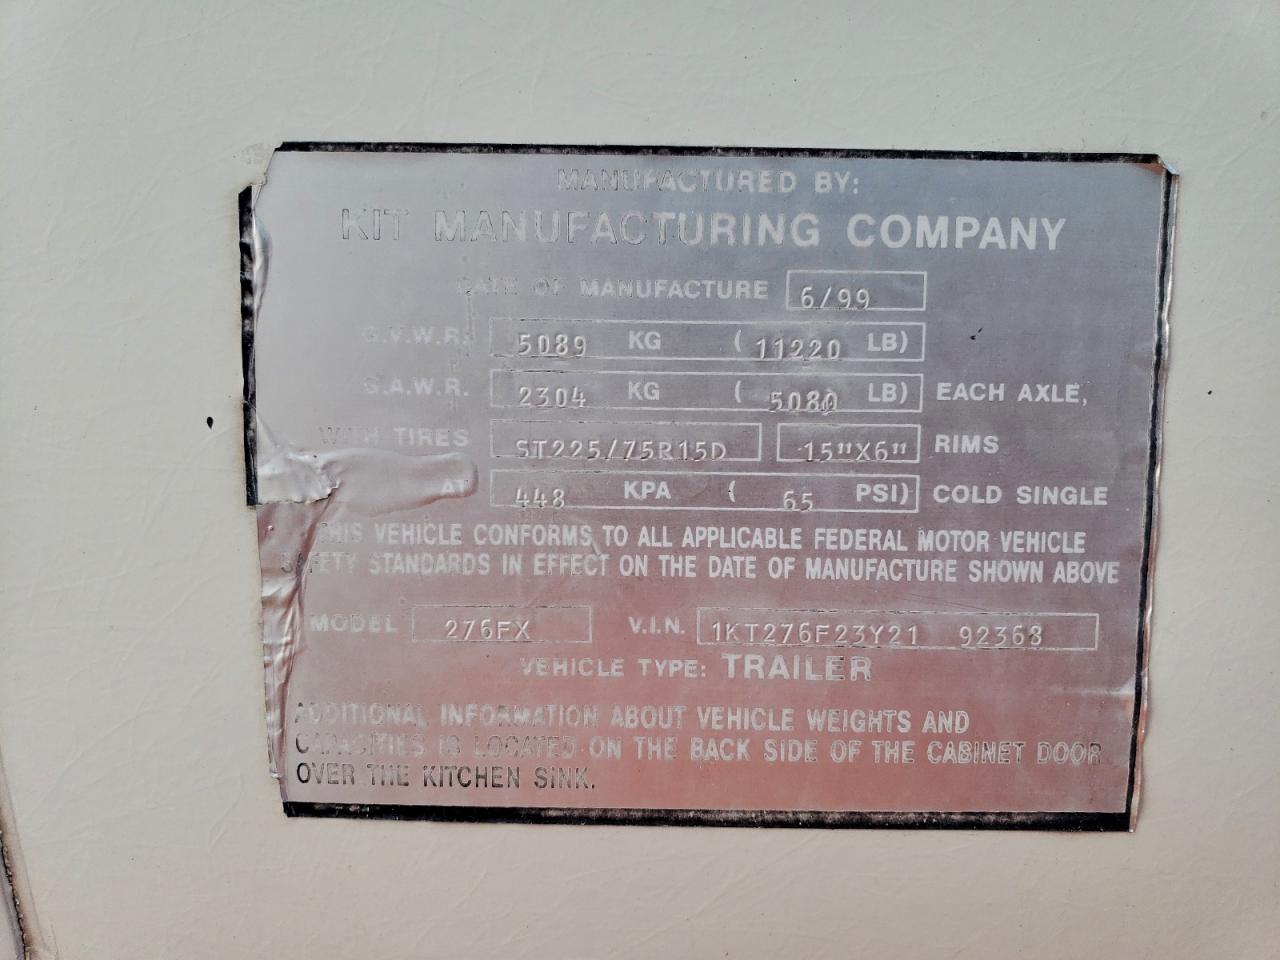 MANUFACTURED BY:
KIT MANUFACTURING COMPANY
DATE OF MANUFACTURE 6/99
G.V.W.R. 5089 KG ( 11220 LB)
G.A.W.R. 2304 KG ( 5080 LB) EACH AXLE,
WITH TIRES ST225/75R15D 15"X6" RIMS
AT 448 KPA ( 65 PSI) COLD SINGLE
THIS VEHICLE CONFORMS TO ALL APPLICABLE FEDERAL MOTOR VEHICLE
SAFETY STANDARDS IN EFFECT ON THE DATE OF MANUFACTURE SHOWN ABOVE
MODEL 276FX V.I.N. 1KT276F23Y21 92368
VEHICLE TYPE: TRAILER
ADDITIONAL INFORMATION ABOUT VEHICLE WEIGHTS AND
CAPACITIES IS LOCATED ON THE BACK SIDE OF THE CABINET DOOR
OVER THE KITCHEN SINK.